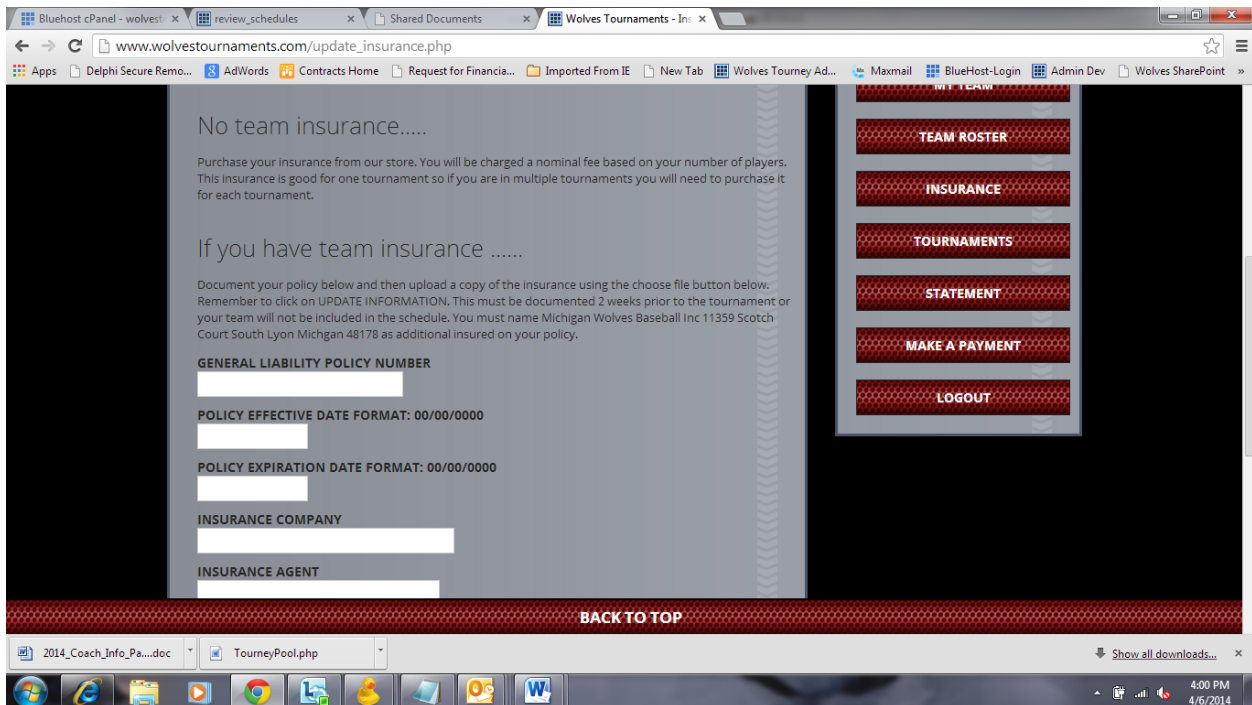 Bluehost cPanel - wolvest
review_schedules
Shared Documents
Wolves Tournaments - Ins
www.wolvestournaments.com/update_insurance.php
Apps Delphi Secure Remo... AdWords Contracts Home Request for Financia... Imported From IE New Tab Wolves Tourney Ad... Maxmail BlueHost-Login Admin Dev Wolves SharePoint »
No team insurance.....
Purchase your insurance from our store. You will be charged a nominal fee based on your number of players.
This insurance is good for one tournament so if you are in multiple tournaments you will need to purchase it
for each tournament.
If you have team insurance ......
Document your policy below and then upload a copy of the insurance using the choose file button below.
Remember to click on UPDATE INFORMATION. This must be documented 2 weeks prior to the tournament or
your team will not be included in the schedule. You must name Michigan Wolves Baseball Inc 11359 Scotch
Court South Lyon Michgan 48178 as additional insured on your policy.
GENERAL LIABILITY POLICY NUMBER
POLICY EFFECTIVE DATE FORMAT: 00/00/0000
POLICY EXPIRATION DATE FORMAT: 00/00/0000
INSURANCE COMPANY
INSURANCE AGENT
MY TEAM
TEAM ROSTER
INSURANCE
TOURNAMENTS
STATEMENT
MAKE A PAYMENT
LOGOUT
BACK TO TOP
2014_Coach_Info_Pa....doc
TourneyPool.php
Show all downloads...
4:00 PM
4/6/2014